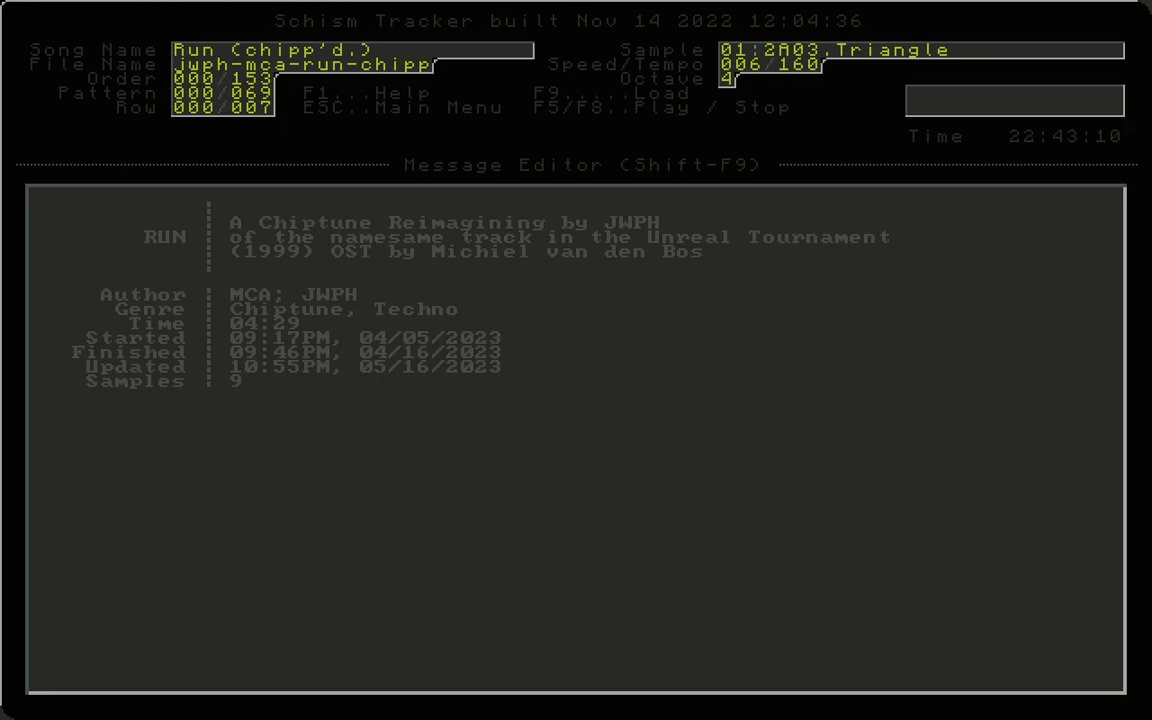 Schism Tracker built Nov 14 2022 12:04:36
Song Name Run (chipp'd.) Sample 01:2A03.Triangle
File Name jwph-mca-run-chipp Speed/Tempo 006/160
Order 000/153 Octave 4
Pattern 000/069 F1...Help F9.....Load
Row 000/007 ESC..Main Menu F5/F8..Play / Stop
Time 22:43:10
Message Editor (Shift-F9)
A Chiptune Reimagining by JWPH
RUN | of the namesame track in the Unreal Tournament
(1999) OST by Michiel van den Bos
Author | MCA; JWPH
Genre | Chiptune, Techno
Time | 04:29
Started | 09:17PM, 04/05/2023
Finished | 09:46PM, 04/16/2023
Updated | 10:55PM, 05/16/2023
Samples | 9